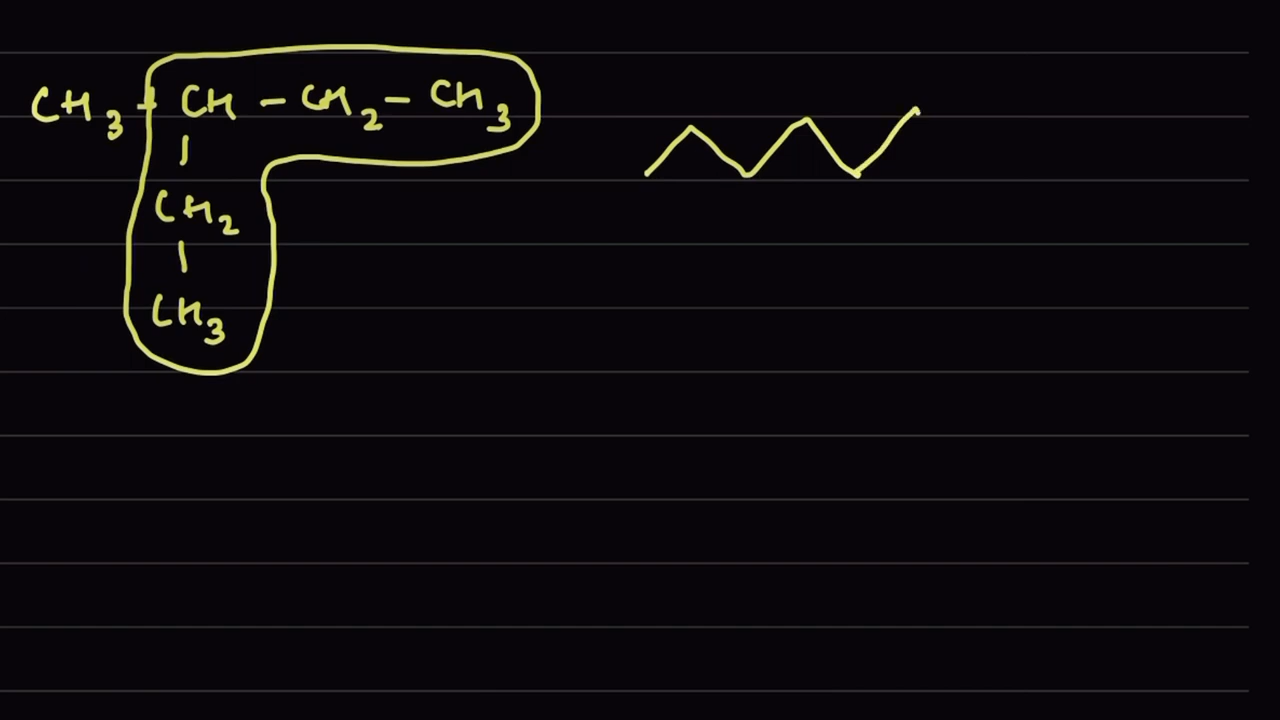 CH3 - CH - CH2 - CH3
|
CH2
|
CH3